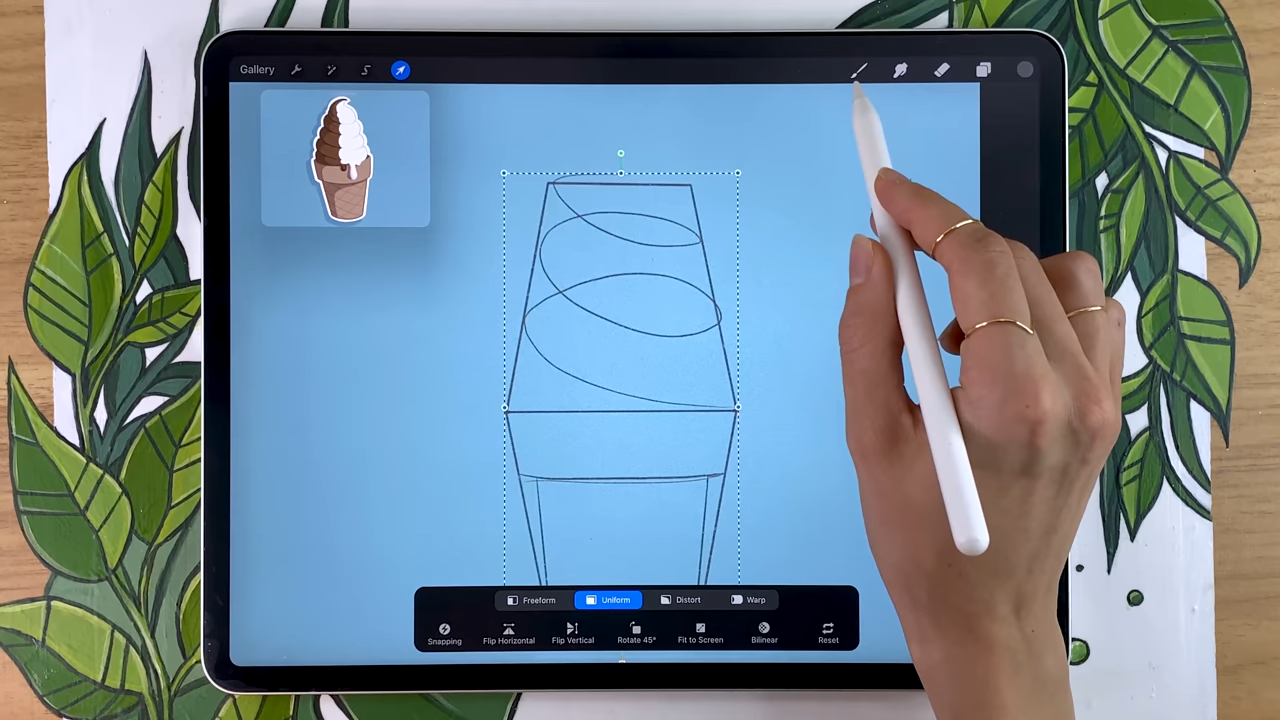 Gallery
Freeform Uniform Distort Warp
Snapping Flip Horizontal Flip Vertical Rotate 45° Fit to Screen Bilinear Reset